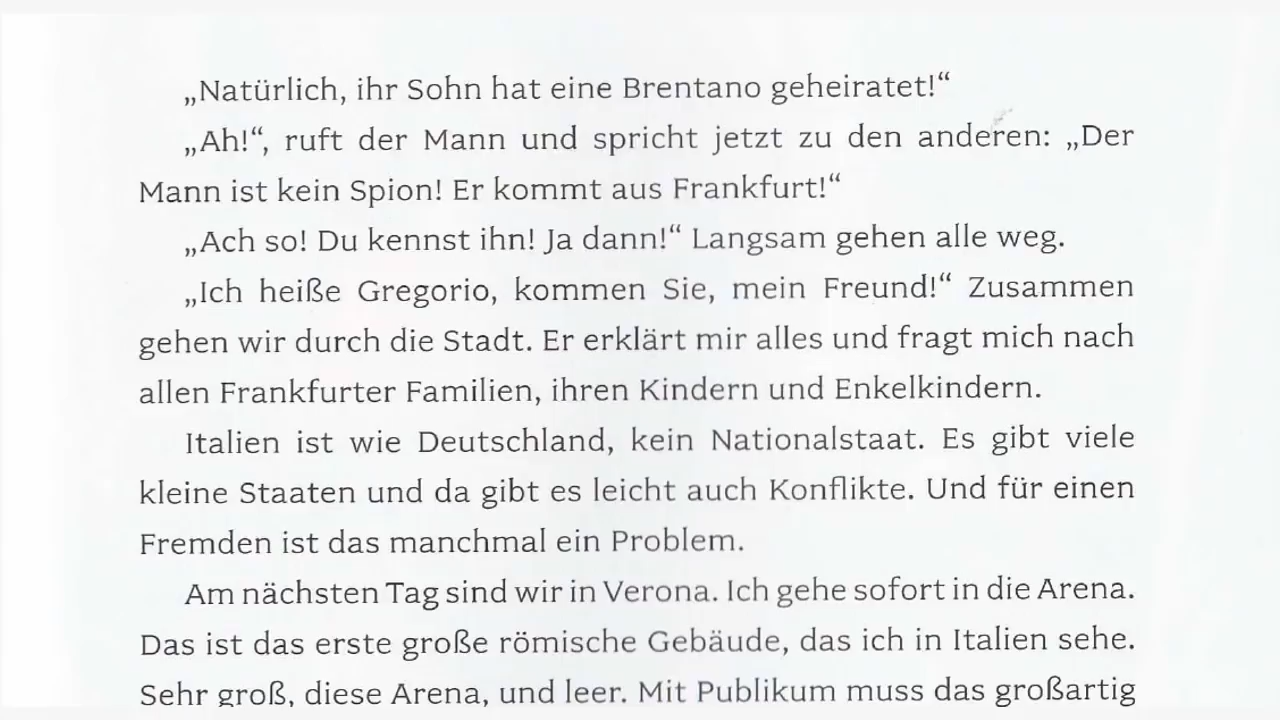 „Natürlich, ihr Sohn hat eine Brentano geheiratet!“
„Ah!“, ruft der Mann und spricht jetzt zu den anderen: „Der
Mann ist kein Spion! Er kommt aus Frankfurt!“
„Ach so! Du kennst ihn! Ja dann!“ Langsam gehen alle weg.
„Ich heiße Gregorio, kommen Sie, mein Freund!“ Zusammen
gehen wir durch die Stadt. Er erklärt mir alles und fragt mich nach
allen Frankfurter Familien, ihren Kindern und Enkelkindern.
Italien ist wie Deutschland, kein Nationalstaat. Es gibt viele
kleine Staaten und da gibt es leicht auch Konflikte. Und für einen
Fremden ist das manchmal ein Problem.
Am nächsten Tag sind wir in Verona. Ich gehe sofort in die Arena.
Das ist das erste große römische Gebäude, das ich in Italien sehe.
Sehr groß, diese Arena, und leer. Mit Publikum muss das großartig